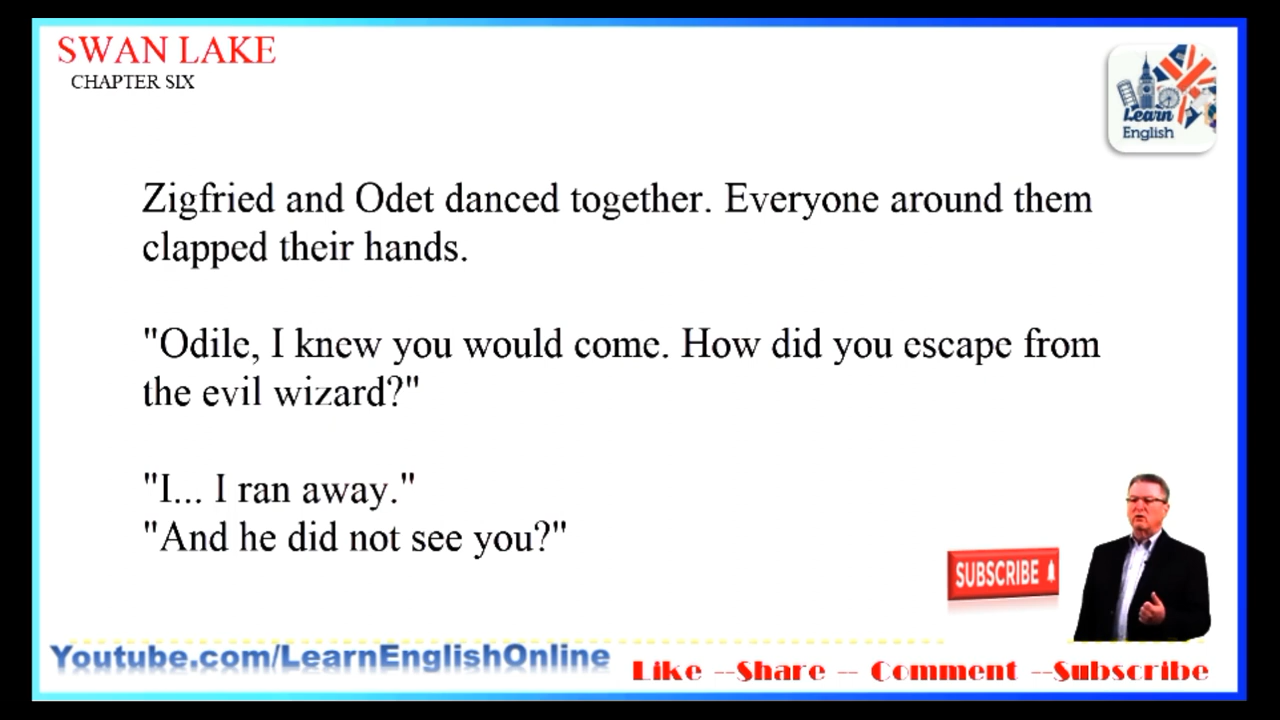 SWAN LAKE
CHAPTER SIX
Learn
English
Zigfried and Odet danced together. Everyone around them
clapped their hands.
"Odile, I knew you would come. How did you escape from
the evil wizard?"
"I... I ran away."
"And he did not see you?"
SUBSCRIBE
Youtube.com/LearnEnglishOnline
Like --Share -- Comment --Subscribe